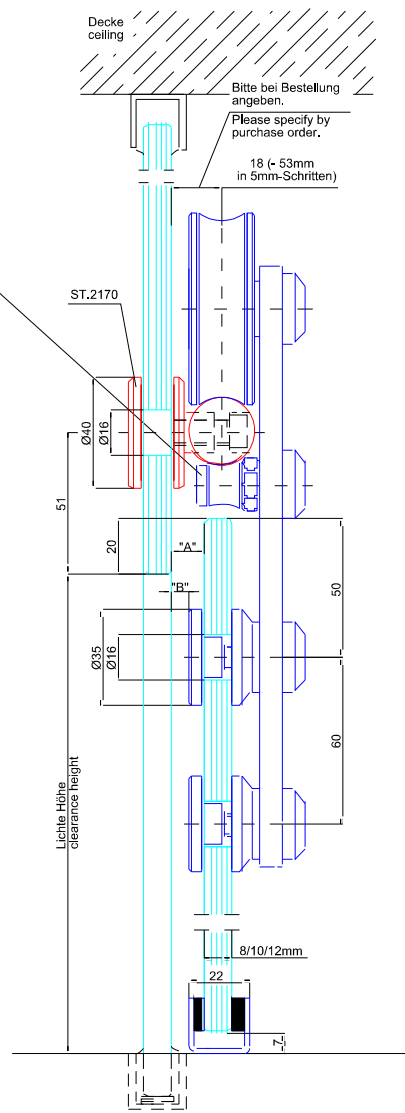 Decke
ceiling
Bitte bei Bestellung
angeben.
Please specify by
purchase order.
18 (- 53mm
in 5mm-Schritten)
ST.2170
Ø40
Ø16
51
20
"A"
"B"
50
Ø35
Ø16
60
Lichte Höhe
clearance height
8/10/12mm
22
7